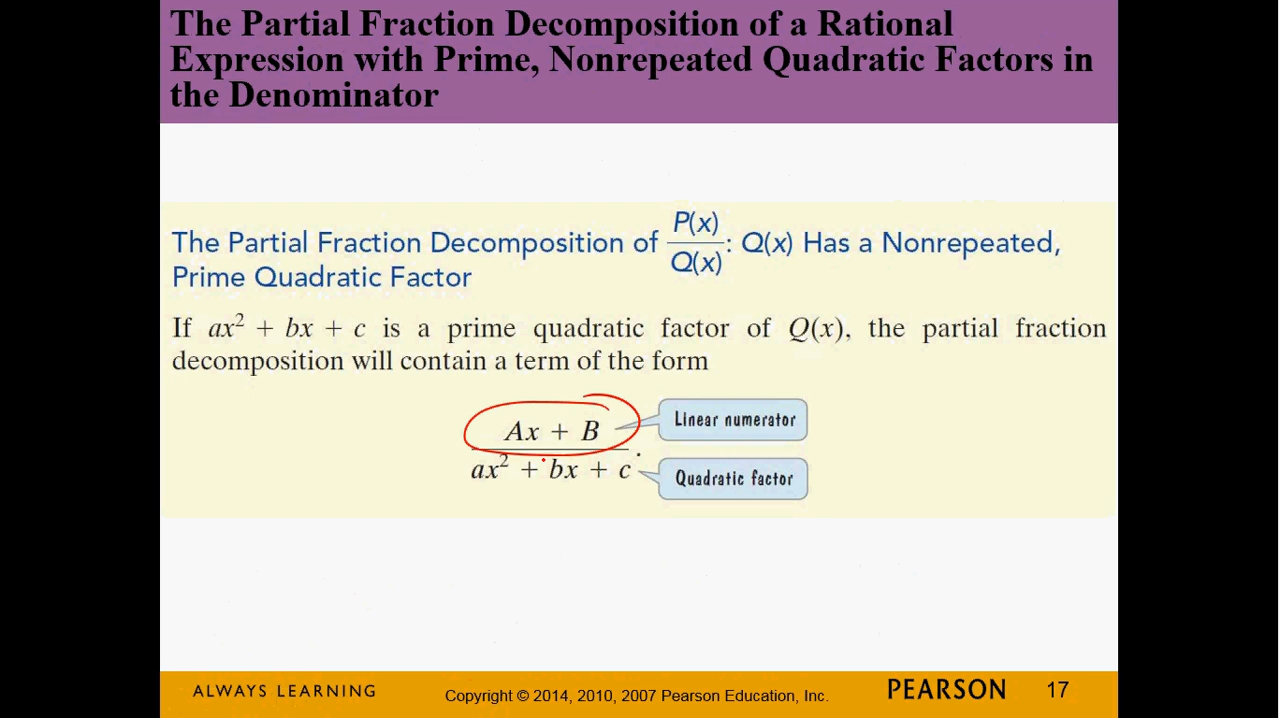 The Partial Fraction Decomposition of a Rational
Expression with Prime, Nonrepeated Quadratic Factors in
the Denominator
The Partial Fraction Decomposition of P(x)/Q(x): Q(x) Has a Nonrepeated,
Prime Quadratic Factor
If ax² + bx + c is a prime quadratic factor of Q(x), the partial fraction
decomposition will contain a term of the form
Ax + B
Linear numerator
ax² + bx + c.
Quadratic factor
ALWAYS LEARNING
Copyright © 2014, 2010, 2007 Pearson Education, Inc.
PEARSON
17